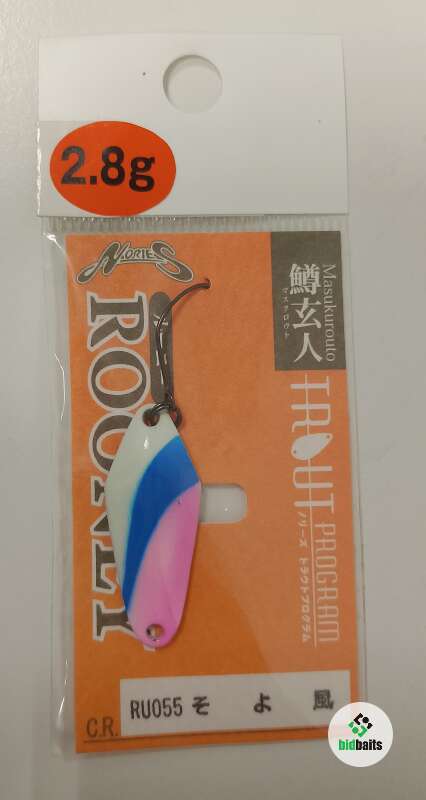 2.8g
NORIES
Masukurouto
鱒玄人
マスクロウト
ROONEY
TROUT PROGRAM
ノリーズ トラウトプログラム
C.R. RU055 そよ風
bidbaits